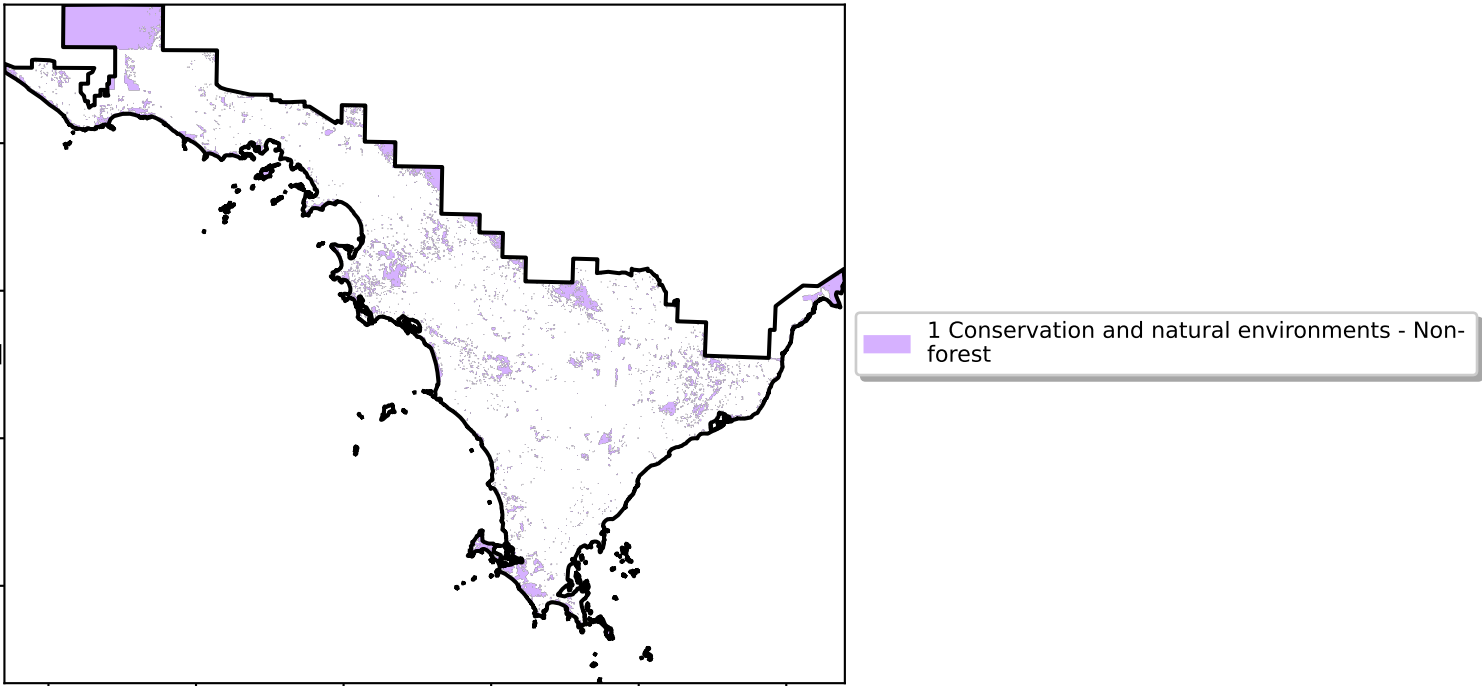 1 Conservation and natural environments - Non-
forest